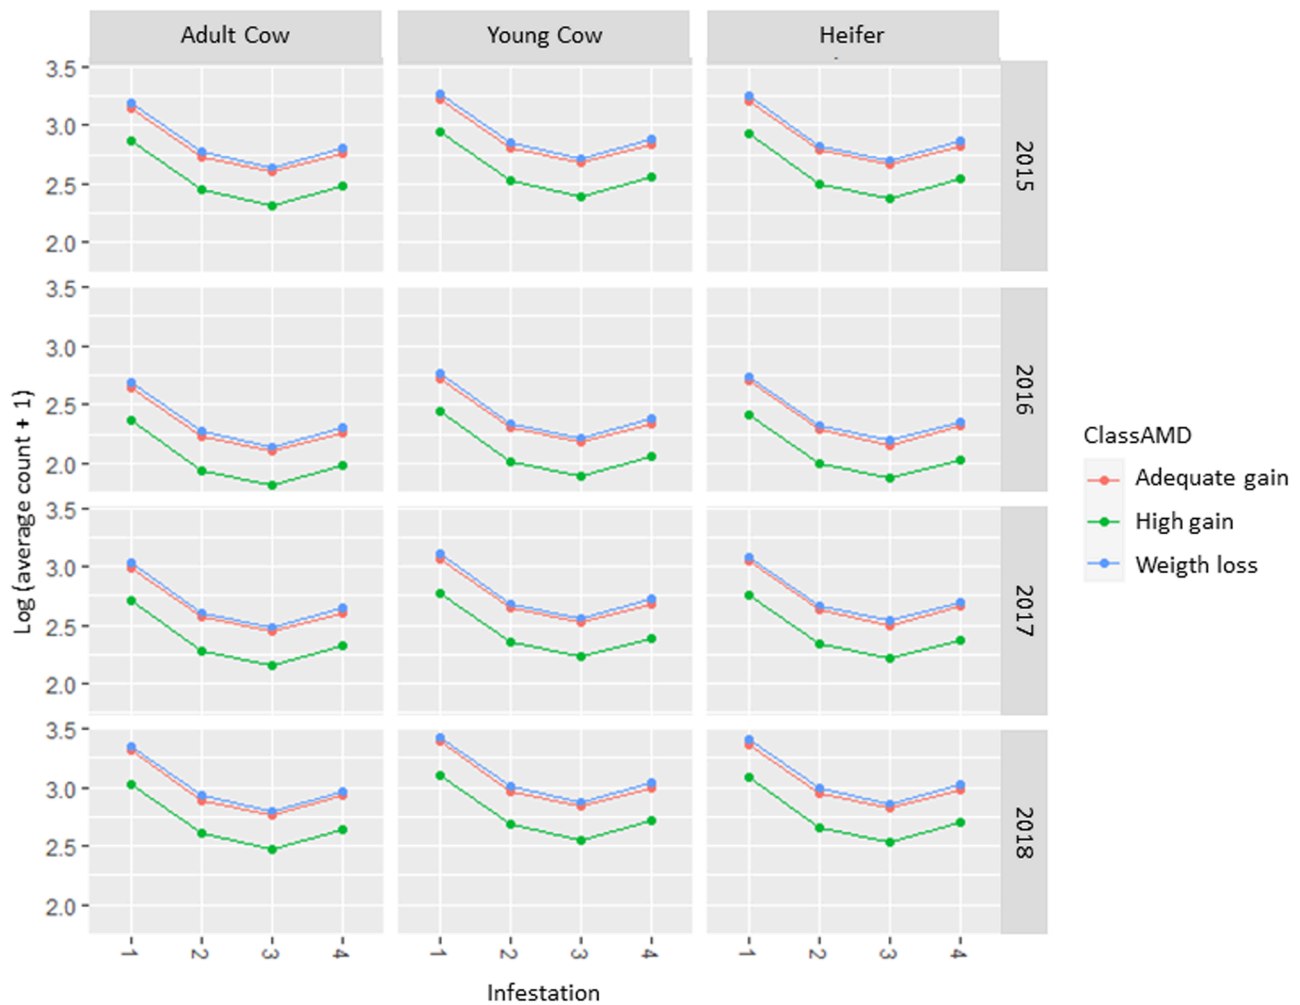 Adult Cow Young Cow Heifer
3.5
3.0
2.5
2.0
2015
3.5
3.0
2.5
2.0
2016
3.5
3.0
2.5
2.0
2017
3.5
3.0
2.5
2.0
2018
Log (average count + 1)
1 2 3 4 1 2 3 4 1 2 3 4
Infestation
ClassAMD
Adequate gain
High gain
Weigth loss